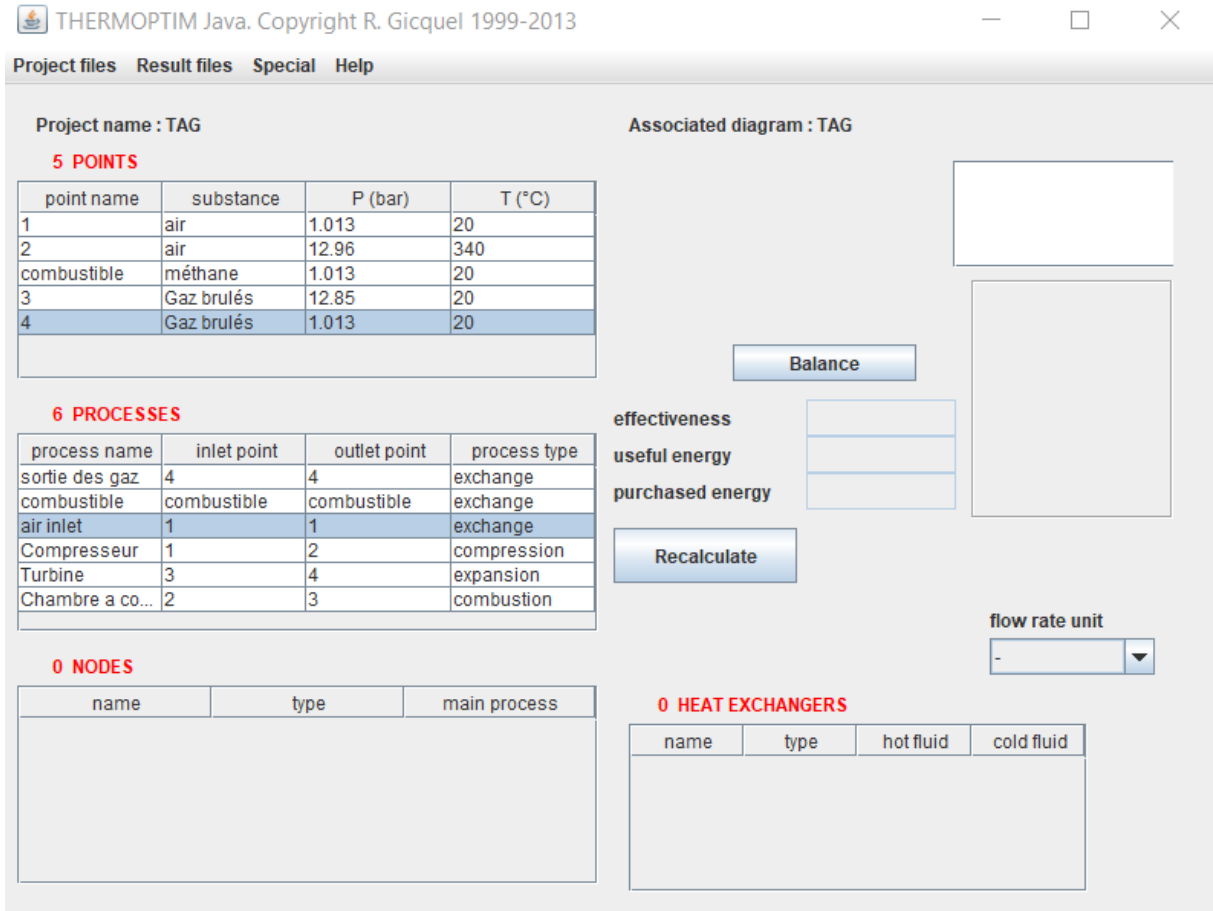 THERMOPTIM Java. Copyright R. Gicquel 1999-2013
Project files Result files Special Help
Project name : TAG
Associated diagram : TAG
5 POINTS
point name substance P (bar) T (°C)
1 air 1.013 20
2 air 12.96 340
combustible méthane 1.013 20
3 Gaz brulés 12.85 20
4 Gaz brulés 1.013 20
Balance
6 PROCESSES
process name inlet point outlet point process type
sortie des gaz 4 4 exchange
combustible combustible combustible exchange
air inlet 1 1 exchange
Compresseur 1 2 compression
Turbine 3 4 expansion
Chambre a co... 2 3 combustion
effectiveness
useful energy
purchased energy
Recalculate
flow rate unit
-
0 NODES
name type main process
0 HEAT EXCHANGERS
name type hot fluid cold fluid